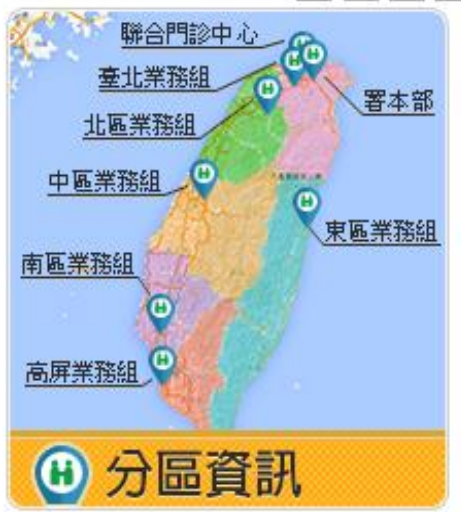 聯合門診中心
臺北業務組
署本部
北區業務組
中區業務組
東區業務組
南區業務組
高屏業務組
分區資訊